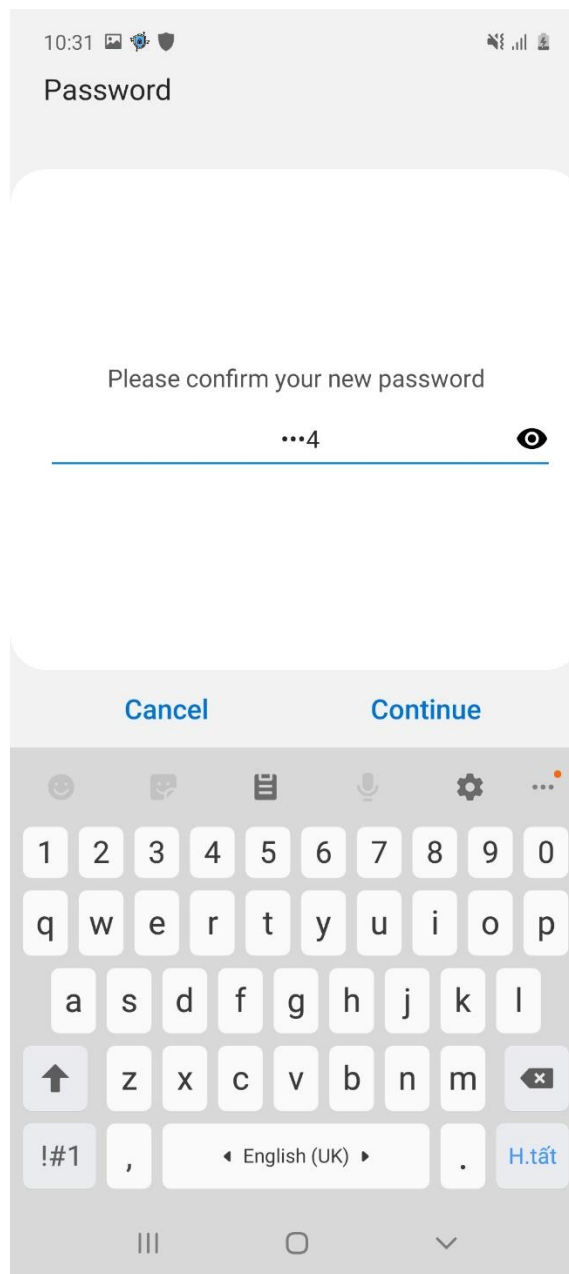 10:31
Password
Please confirm your new password
•••4
Cancel Continue
1 2 3 4 5 6 7 8 9 0
q w e r t y u i o p
a s d f g h j k l
z x c v b n m
!#1 , English (UK) . H.tất